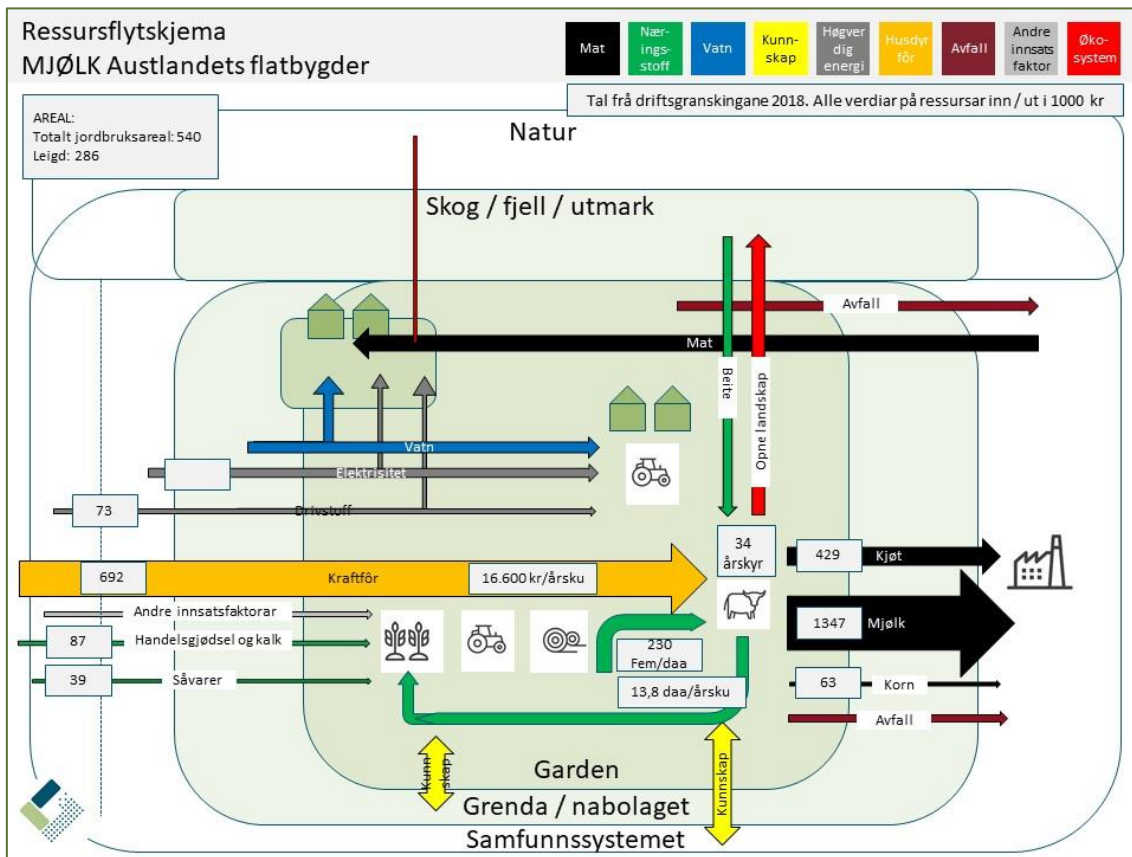 Ressursflytskjema
MJØLK Austlandets flatbygder
Mat
Nær-
ings-
stoff
Vatn
Kunn-
skap
Høgver
dig
energi
Husdyr
fôr
Avfall
Andre
innsats
faktor
Øko-
system
Tal frå driftsgranskingane 2018. Alle verdiar på ressursar inn / ut i 1000 kr
AREAL:
Totalt jordbruksareal: 540
Leigd: 286
Natur
Skog / fjell / utmark
Avfall
Mat
Beite
Opne landskap
Vatn
Elektrisitet
73
Drivstoff
34
årskyr
429
Kjøt
692
Kraftfôr
16.600 kr/årsku
Andre innsatsfaktorar
87
Handelsgjødsel og kalk
1347
Mjølk
230
Fem/daa
39
Såvarer
13,8 daa/årsku
63
Korn
Avfall
Kunn
skap
Kunnskap
Garden
Grenda / nabolaget
Samfunnssystemet